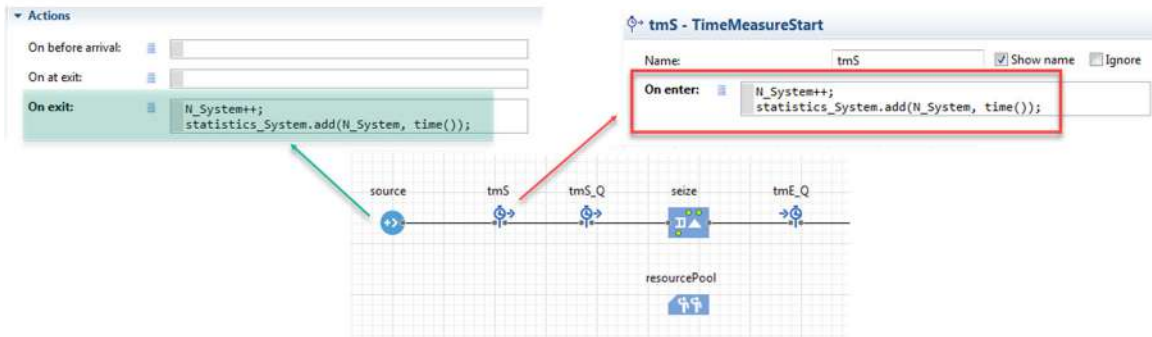 Actions
On before arrival:
On at exit:
On exit:
N_System++;
statistics_System.add(N_System, time());
tmS - TimeMeasureStart
Name:
tmS
Show name
Ignore
On enter:
N_System++;
statistics_System.add(N_System, time());
source
tmS
tmS_Q
seize
tmE_Q
resourcePool